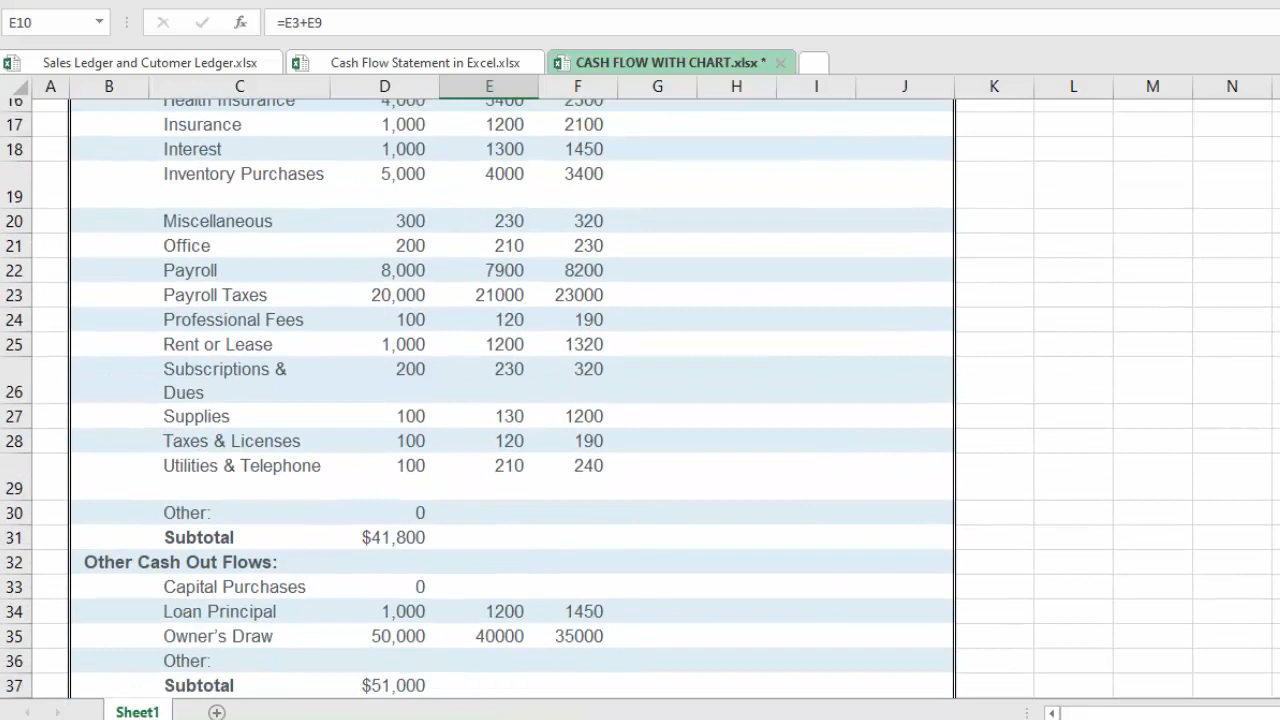 E10 fx =E3+E9
Sales Ledger and Cutomer Ledger.xlsx Cash Flow Statement in Excel.xlsx CASH FLOW WITH CHART.xlsx *
A B C D E F G H I J K L M N
16 Health Insurance 4,000 3400 2300
17 Insurance 1,000 1200 2100
18 Interest 1,000 1300 1450
19 Inventory Purchases 5,000 4000 3400
20 Miscellaneous 300 230 320
21 Office 200 210 230
22 Payroll 8,000 7900 8200
23 Payroll Taxes 20,000 21000 23000
24 Professional Fees 100 120 190
25 Rent or Lease 1,000 1200 1320
Subscriptions & 200 230 320
26 Dues
27 Supplies 100 130 1200
28 Taxes & Licenses 100 120 190
29 Utilities & Telephone 100 210 240
30 Other: 0
31 Subtotal $41,800
32 Other Cash Out Flows:
33 Capital Purchases 0
34 Loan Principal 1,000 1200 1450
35 Owner's Draw 50,000 40000 35000
36 Other:
37 Subtotal $51,000
Sheet1